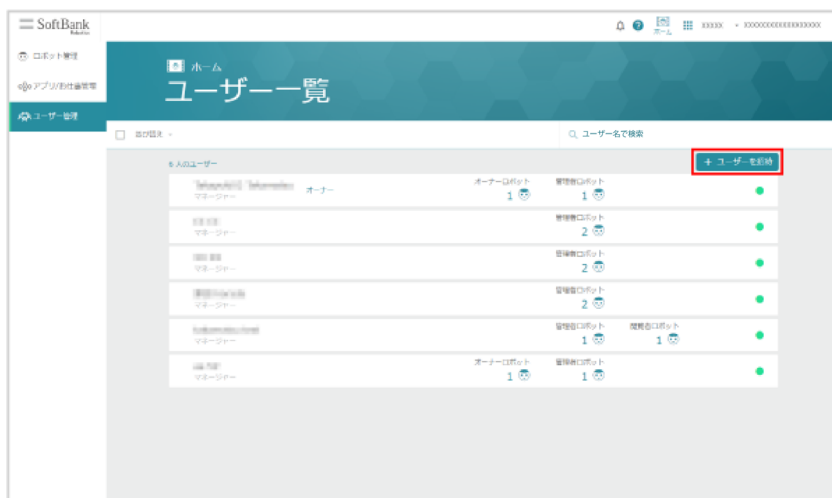 SoftBank
Robotics
ホーム
XXXXX
XXXXXXXXXXXXXXXXXX
ロボット管理
アプリ/お仕事管理
ユーザー管理
ホーム
ユーザー一覧
並び替え
ユーザー名で検索
6 人のユーザー
+ ユーザーを招待
オーナー
マネージャー
オーナーロボット
1
管理者ロボット
1
マネージャー
管理者ロボット
2
マネージャー
管理者ロボット
2
マネージャー
管理者ロボット
2
マネージャー
管理者ロボット
1
閲覧者ロボット
1
マネージャー
オーナーロボット
1
管理者ロボット
1